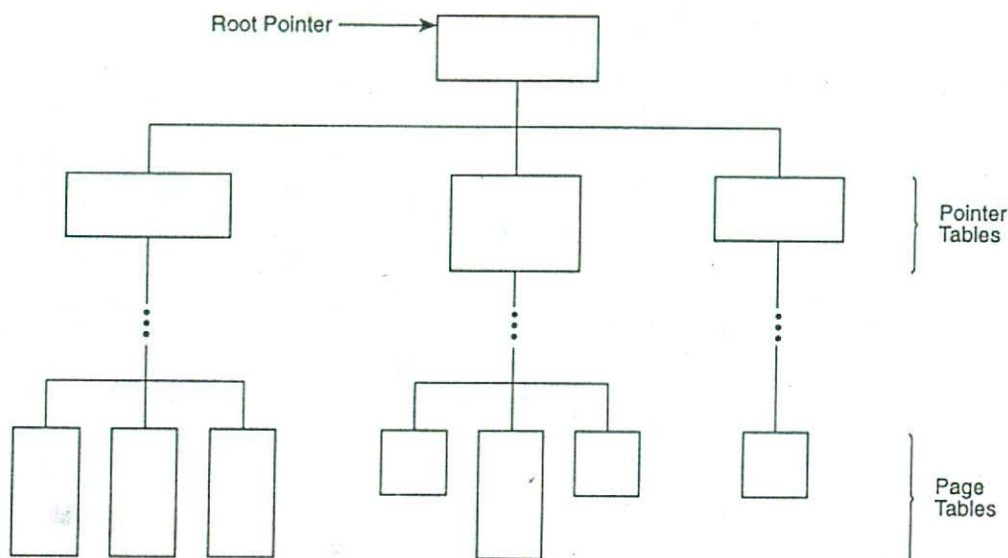 Root Pointer
Pointer
Tables
Page
Tables